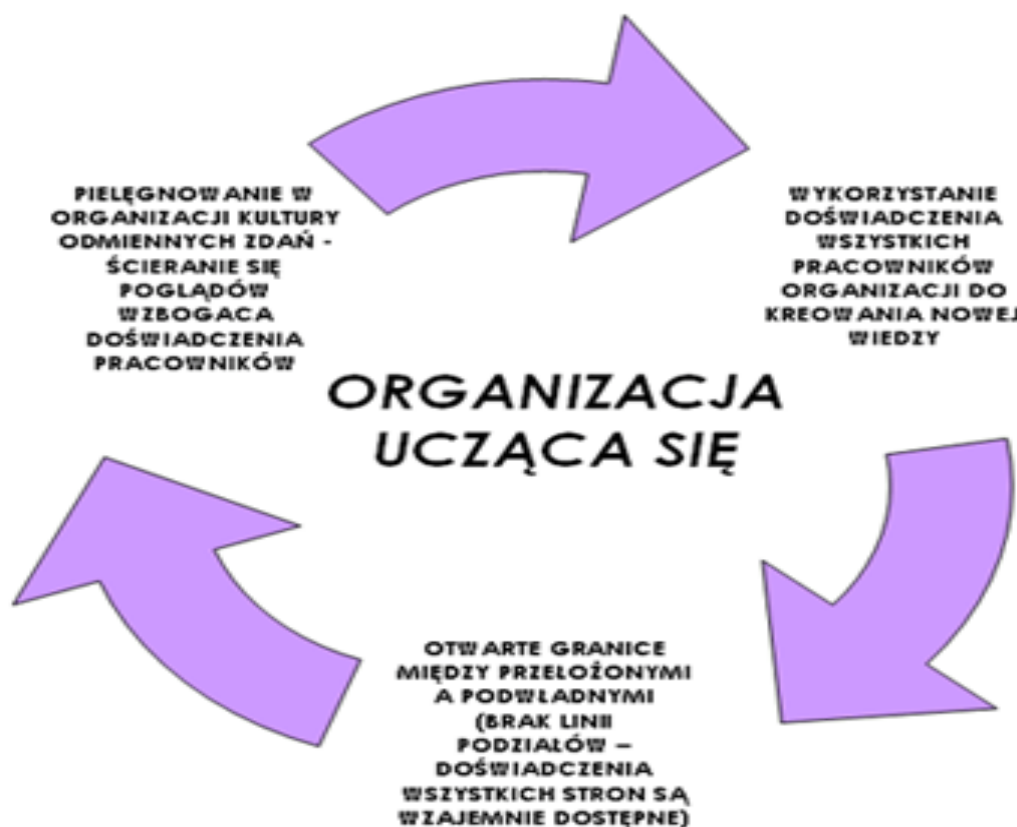 PIELĘGNOWANIE W
ORGANIZACJI KULTURY
ODMIENNYCH ZDAŃ -
ŚCIERANIE SIĘ
POGLĄDÓW
WZBOGACA
DOŚWIADCZENIA
PRACOWNIKÓW
WYKORZYSTANIE
DOŚWIADCZENIA
WSZYSTKICH
PRACOWNIKÓW
ORGANIZACJI DO
KREOWANIA NOWEJ
WIEDZY
ORGANIZACJA
UCZĄCA SIĘ
OTWARTE GRANICE
MIĘDZY PRZEŁOŻONYMI
A PODWŁADNYMI
(BRAK LINII
PODZIAŁÓW –
DOŚWIADCZENIA
WSZYSTKICH STRON SĄ
WZAJEMNIE DOSTĘPNE)